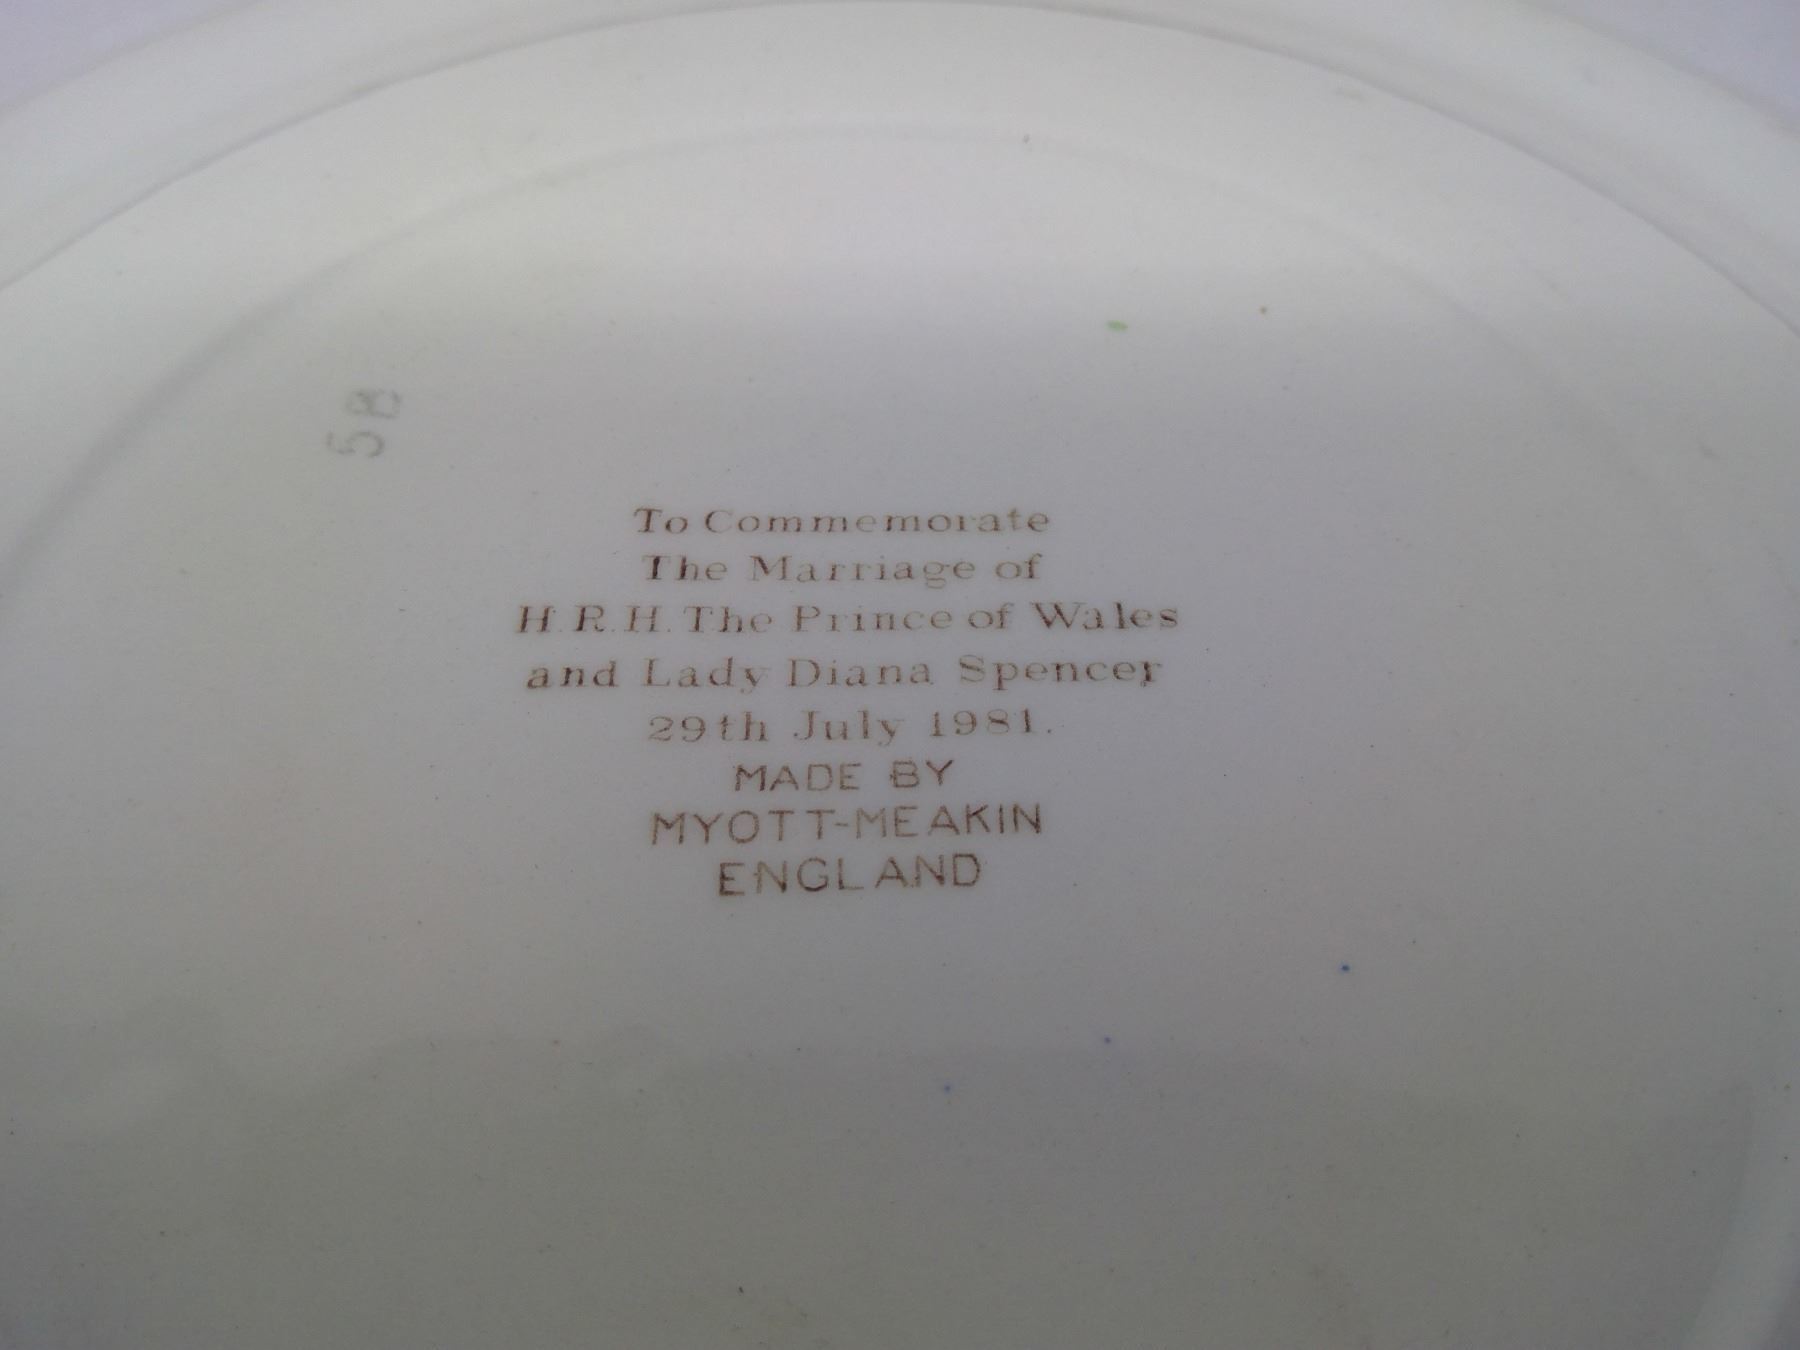 5B
To Commemorate
The Marriage of
H.R.H. The Prince of Wales
and Lady Diana Spencer
29th July 1981.
MADE BY
MYOTT-MEAKIN
ENGLAND